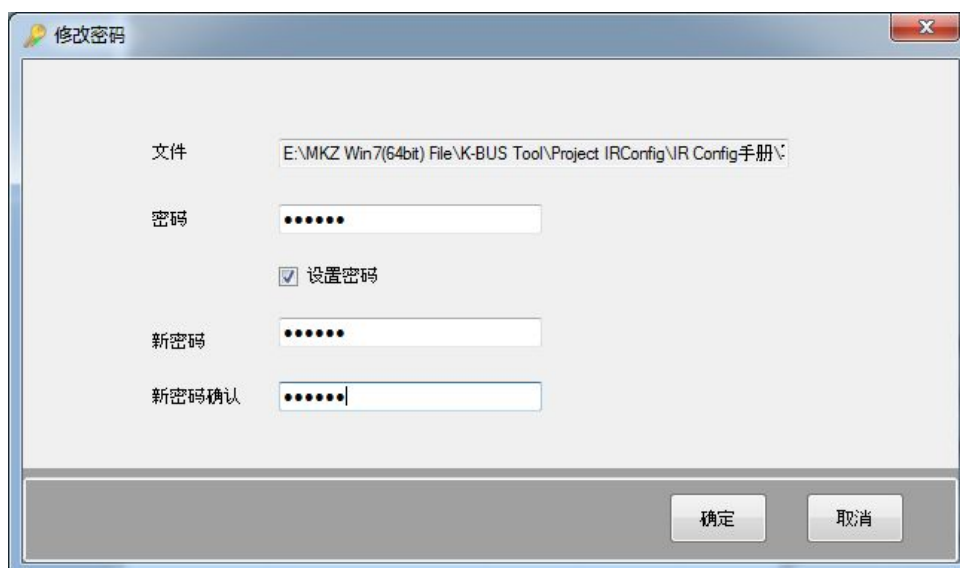 修改密码
文件 E:\MKZ Win7(64bit) File\K-BUS Tool\Project IRConfig\IR Config手册\
密码 ●●●●●●
设置密码
新密码 ●●●●●●
新密码确认 ●●●●●●
确定 取消